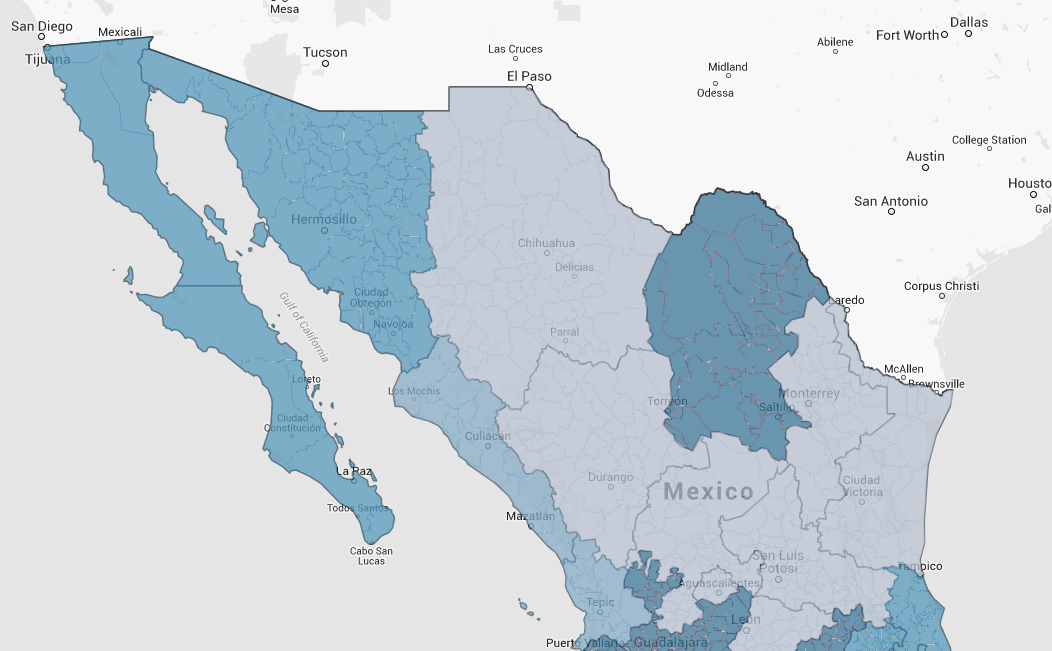 Mesa
San Diego
Mexicali
Tijuana
Tucson
Las Cruces
El Paso
Abilene
Fort Worth
Dallas
Midland
Odessa
College Station
Austin
Housto
Gal
San Antonio
Hermosillo
Chihuahua
Delicias
Ciudad
Obregón
Navojoa
Gulf of California
Parral
Laredo
Corpus Christi
McAllen
Brownsville
Loreto
Los Mochis
Torreón
Saltillo
Monterrey
Ciudad
Constitución
Culiacán
La Paz
Durango
Mexico
Ciudad
Victoria
Todos Santos
Mazatlán
Cabo San
Lucas
San Luis
Potosí
Tampico
Aguascalientes
Tepic
León
Puerto Vallarta
Guadalajara